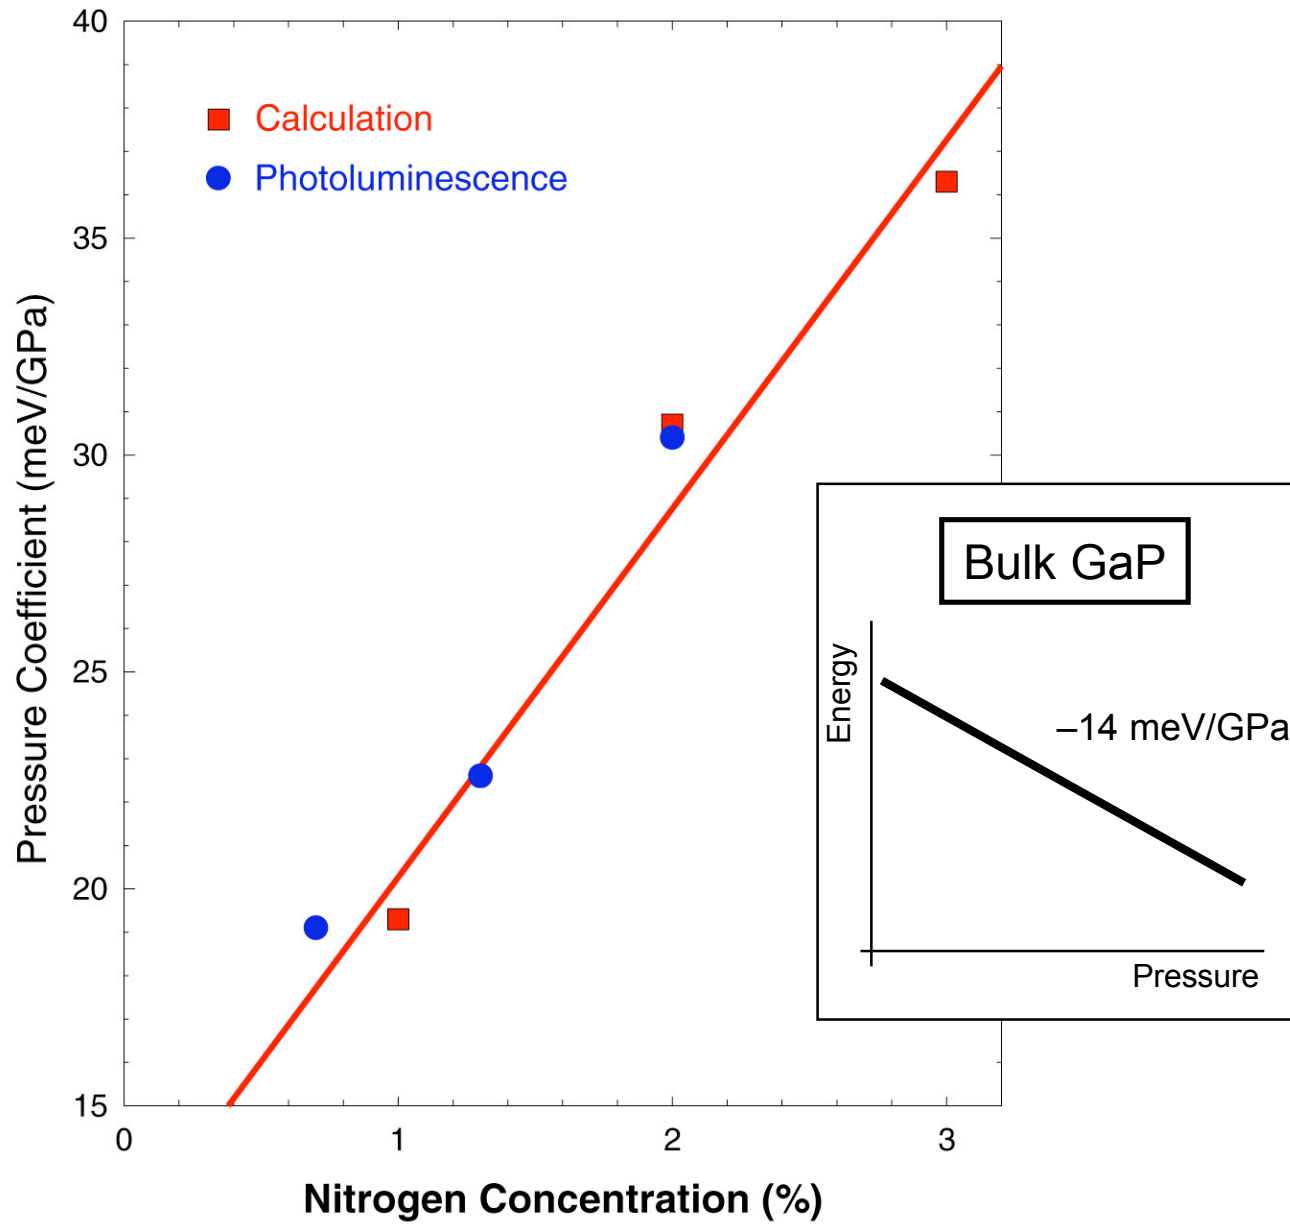 40
35
30
25
20
15
Pressure Coefficient (meV/GPa)
Calculation
Photoluminescence
0
1
2
3
Nitrogen Concentration (%)
Bulk GaP
Energy
–14 meV/GPa
Pressure